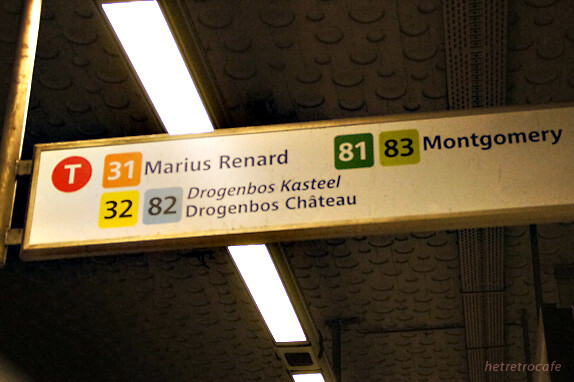 T 31 Marius Renard 81 83 Montgomery
32 82 Drogenbos Kasteel
Drogenbos Château
hetretrocafe